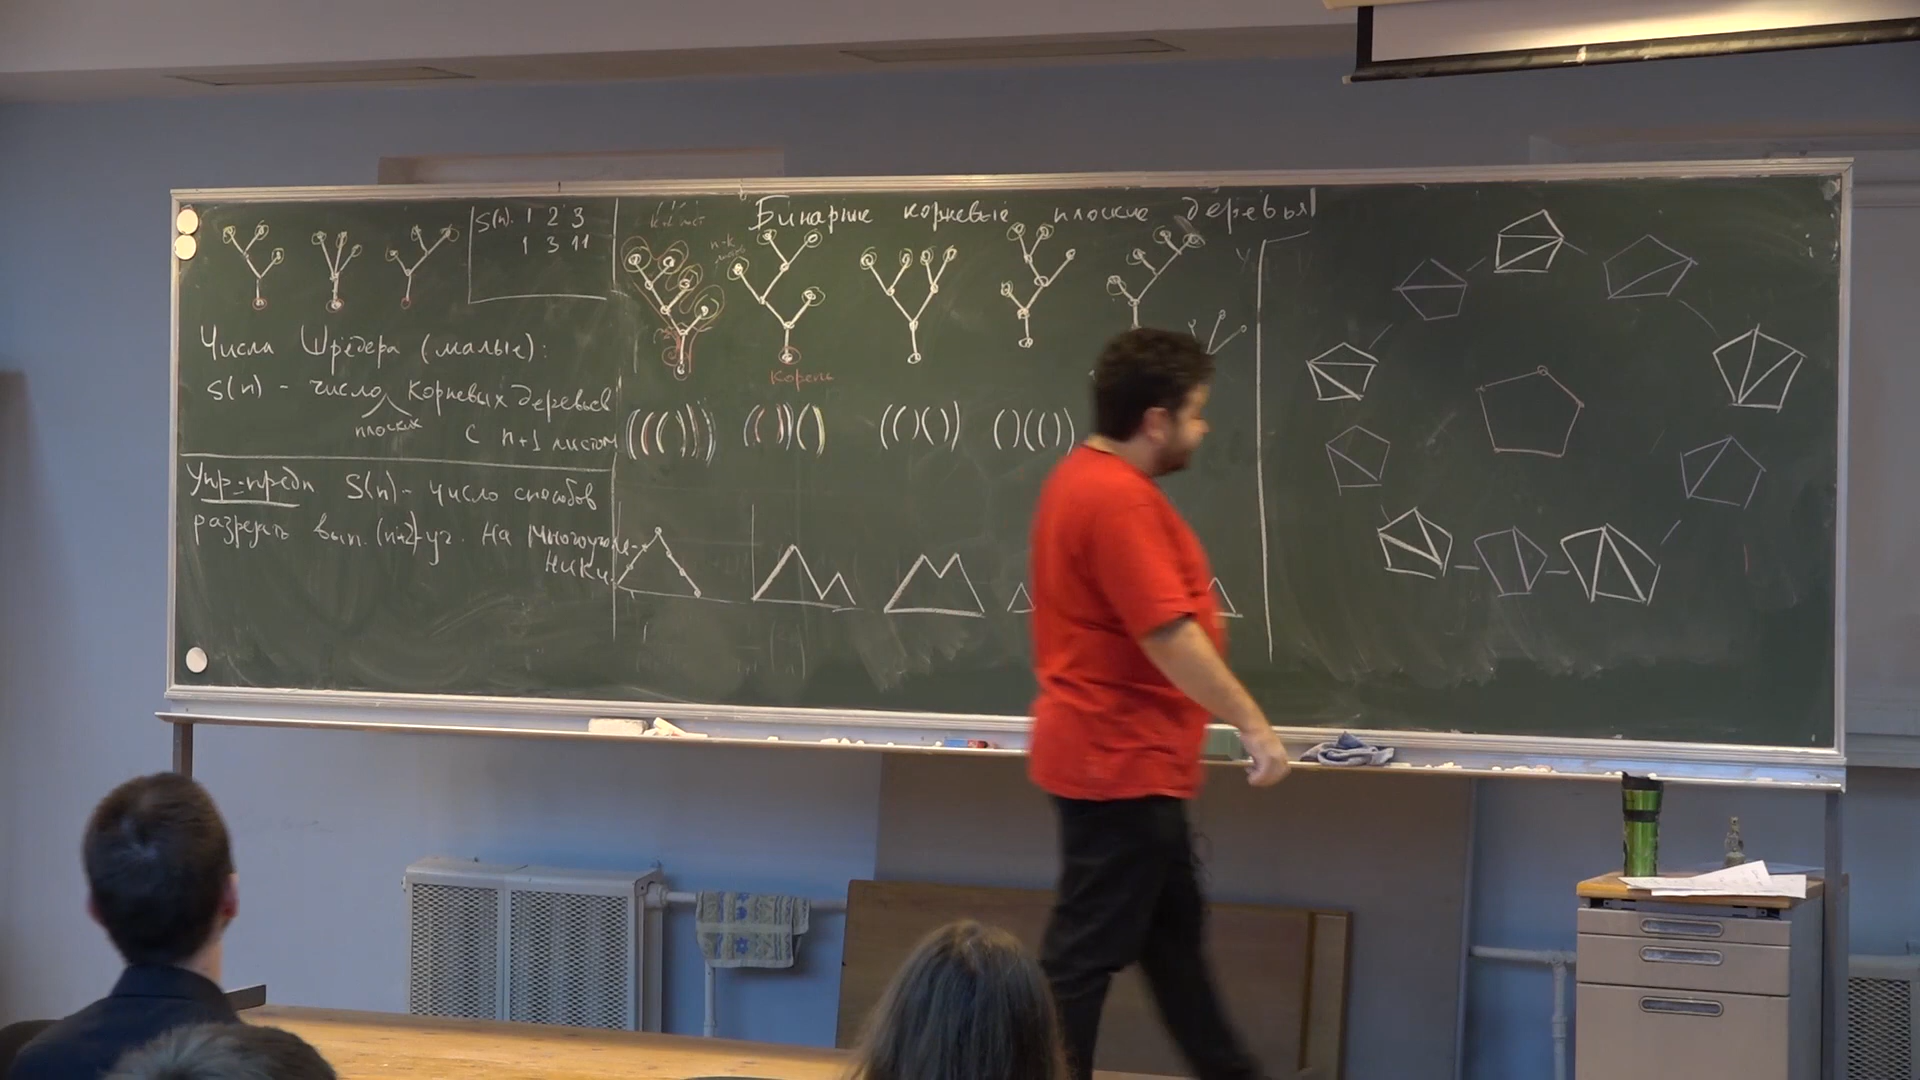 S(n). 1 2 3
1 3 11
Числа Шрёдера (малые):
S(n) - число корневых деревьев
плоских
с n+1 листом
Упр=предл S(n) - число способов
разрезать вып. (n+2)-уг. на многоуголь-
ники.
Бинарные корневые плоские деревья
n-k
Корень
(((()))) ((()))() (()()) ()(())